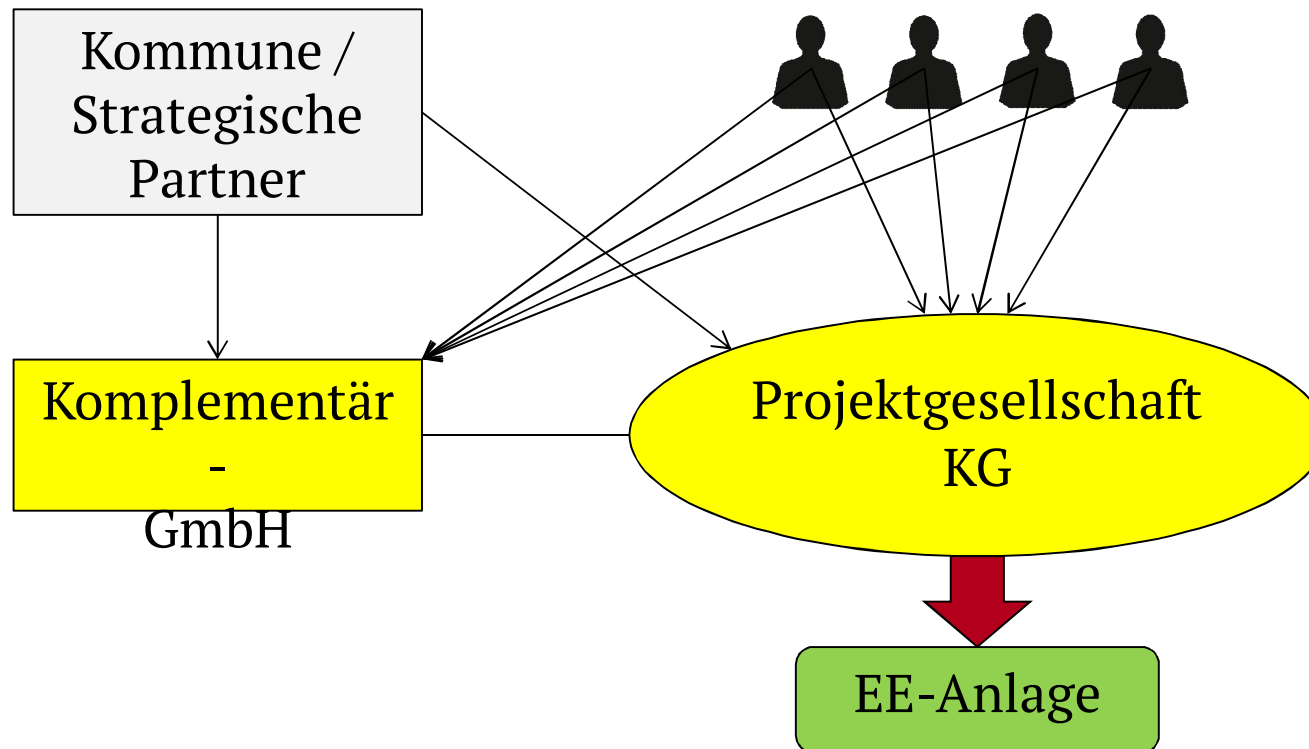 Kommune /
Strategische
Partner
Komplementär
-
GmbH
Projektgesellschaft
KG
EE-Anlage